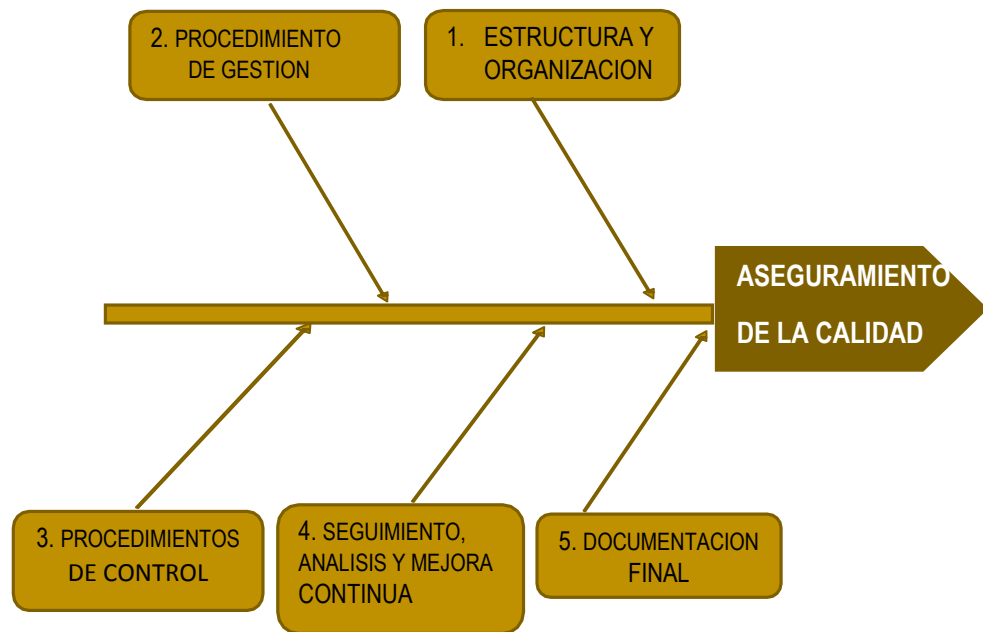 2. PROCEDIMIENTO
DE GESTION
1. ESTRUCTURA Y
ORGANIZACION
ASEGURAMIENTO
DE LA CALIDAD
3. PROCEDIMIENTOS
DE CONTROL
4. SEGUIMIENTO,
ANALISIS Y MEJORA
CONTINUA
5. DOCUMENTACION
FINAL